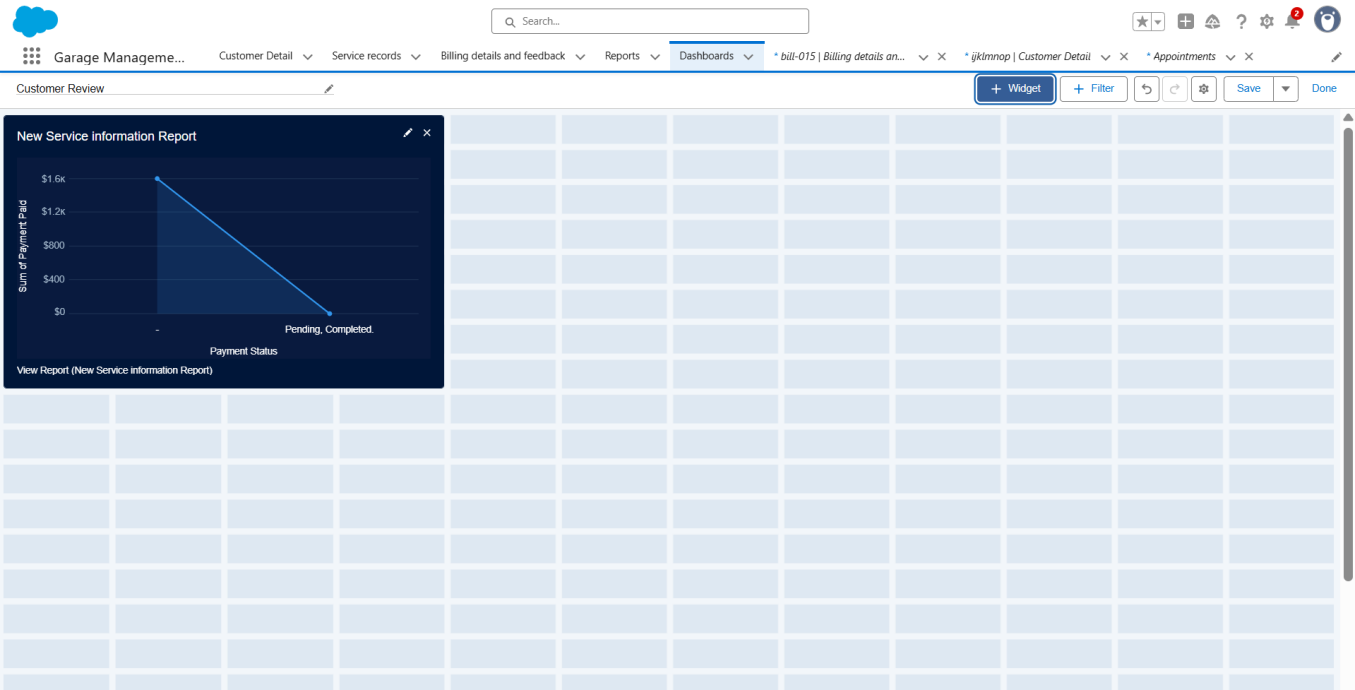 Search...
2
Garage Manageme...
Customer Detail
Service records
Billing details and feedback
Reports
Dashboards
* bill-015 | Billing details an...
* ijklmnop | Customer Detail
* Appointments
Customer Review
+ Widget
+ Filter
Save
Done
New Service information Report
Sum of Payment Paid
$1.6K
$1.2K
$800
$400
$0
-
Pending, Completed.
Payment Status
View Report (New Service information Report)